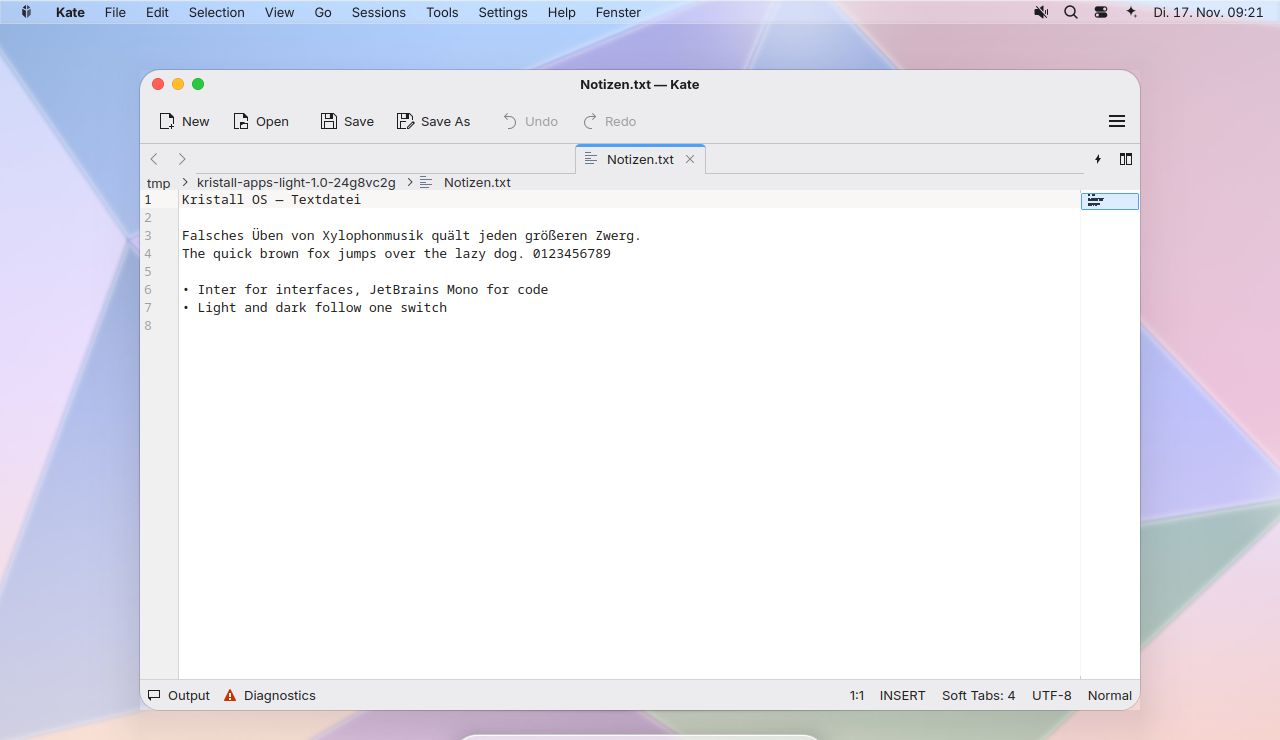 Kate File Edit Selection View Go Sessions Tools Settings Help Fenster Di. 17. Nov. 09:21
Notizen.txt — Kate
New Open Save Save As Undo Redo
Notizen.txt
tmp kristall-apps-light-1.0-24g8vc2g Notizen.txt
1 Kristall OS — Textdatei
2
3 Falsches Üben von Xylophonmusik quält jeden größeren Zwerg.
4 The quick brown fox jumps over the lazy dog. 0123456789
5
6 • Inter for interfaces, JetBrains Mono for code
7 • Light and dark follow one switch
8
Output Diagnostics 1:1 INSERT Soft Tabs: 4 UTF-8 Normal